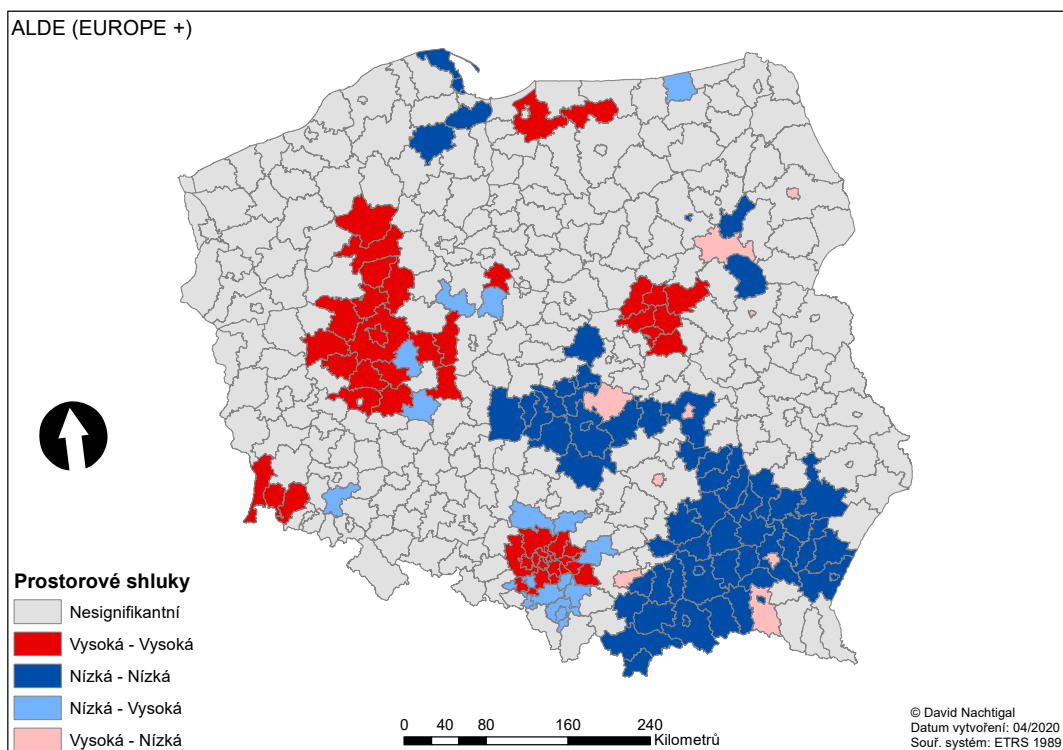 ALDE (EUROPE +)
Prostorové shluky
Nesignifikantní
Vysoká - Vysoká
Nízká - Nízká
Nízká - Vysoká
Vysoká - Nízká
0 40 80 160 240
Kilometrů
© David Nachtigal
Datum vytvoření: 04/2020
Souř. systém: ETRS 1989